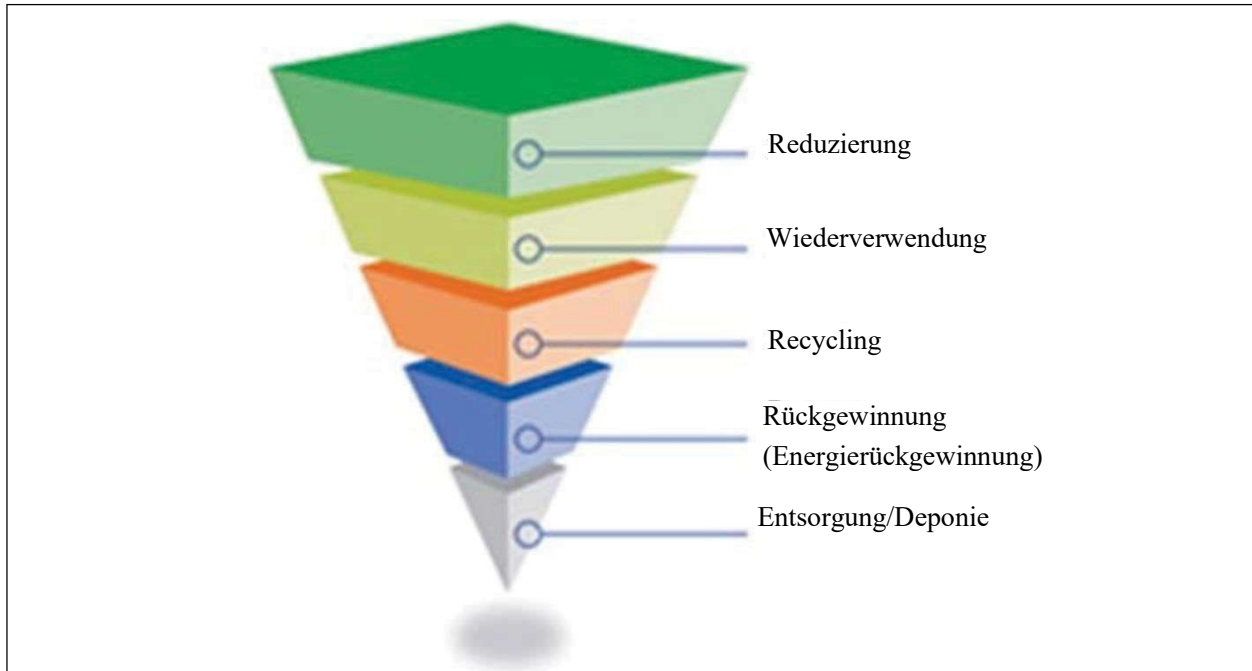 Reduzierung
Wiederverwendung
Recycling
Rückgewinnung
(Energierückgewinnung)
Entsorgung/Deponie